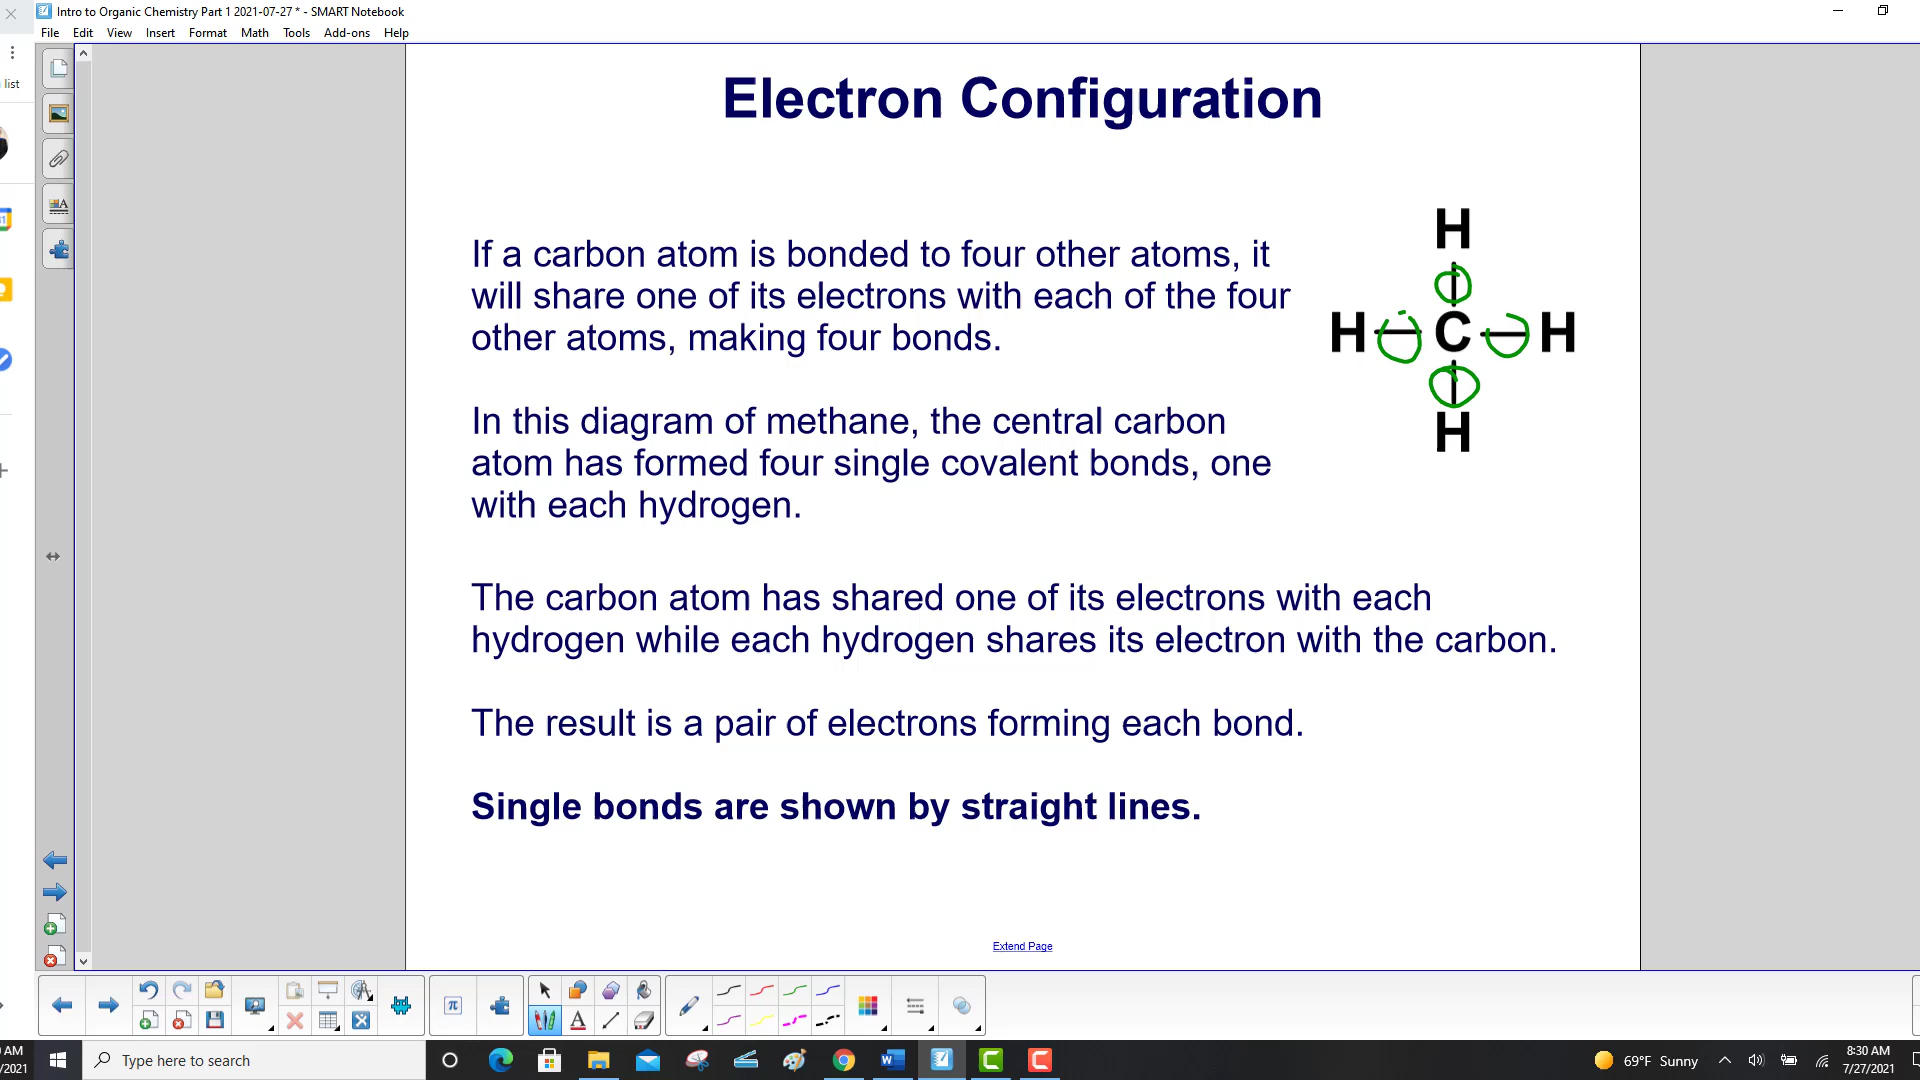 Intro to Organic Chemistry Part 1 2021-07-27 * - SMART Notebook
File Edit View Insert Format Math Tools Add-ons Help
list
Electron Configuration
If a carbon atom is bonded to four other atoms, it
will share one of its electrons with each of the four
other atoms, making four bonds.
H
H C H
H
In this diagram of methane, the central carbon
atom has formed four single covalent bonds, one
with each hydrogen.
The carbon atom has shared one of its electrons with each
hydrogen while each hydrogen shares its electron with the carbon.
The result is a pair of electrons forming each bond.
Single bonds are shown by straight lines.
Extend Page
π
A
AM
/2021
Type here to search
69°F Sunny
8:30 AM
7/27/2021